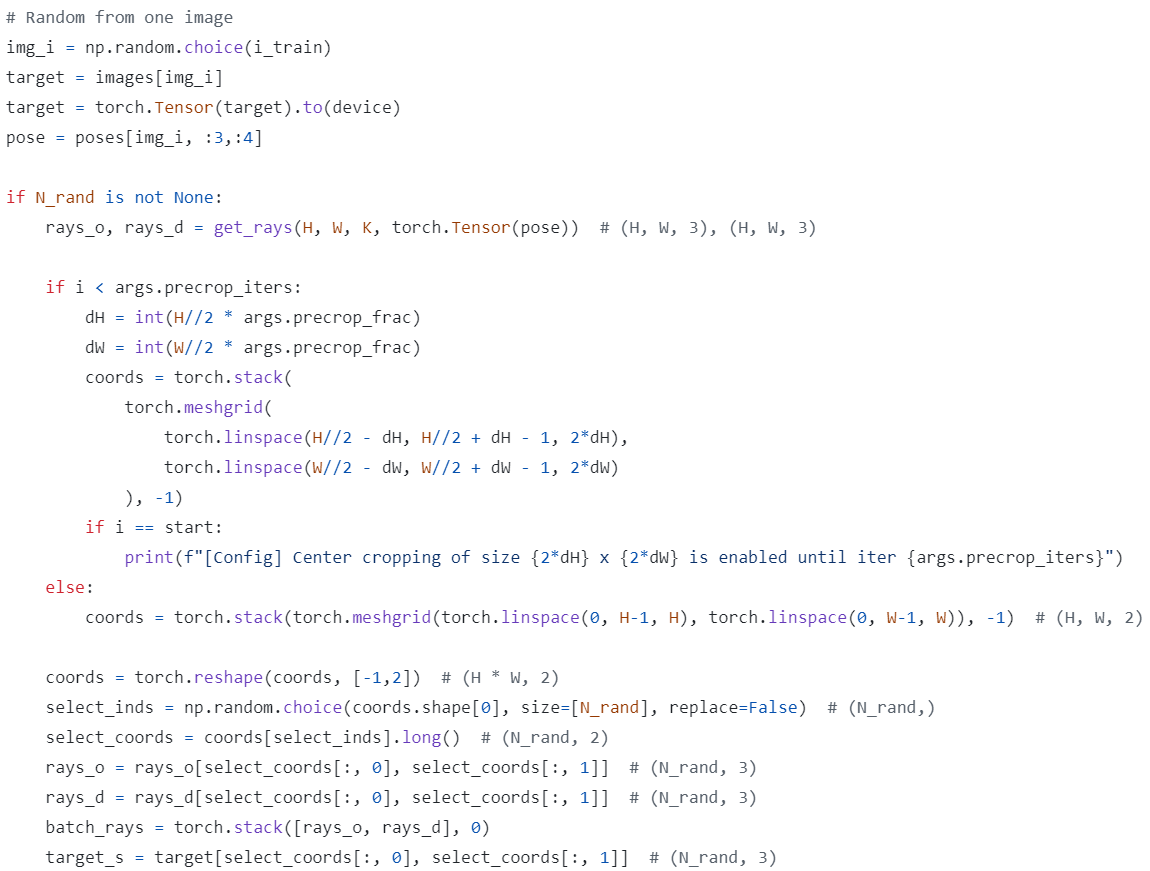 # Random from one image
img_i = np.random.choice(i_train)
target = images[img_i]
target = torch.Tensor(target).to(device)
pose = poses[img_i, :3,:4]

if N_rand is not None:
    rays_o, rays_d = get_rays(H, W, K, torch.Tensor(pose))  # (H, W, 3), (H, W, 3)

    if i < args.precrop_iters:
        dH = int(H//2 * args.precrop_frac)
        dW = int(W//2 * args.precrop_frac)
        coords = torch.stack(
            torch.meshgrid(
                torch.linspace(H//2 - dH, H//2 + dH - 1, 2*dH),
                torch.linspace(W//2 - dW, W//2 + dW - 1, 2*dW)
            ), -1)
        if i == start:
            print(f"[Config] Center cropping of size {2*dH} x {2*dW} is enabled until iter {args.precrop_iters}")
    else:
        coords = torch.stack(torch.meshgrid(torch.linspace(0, H-1, H), torch.linspace(0, W-1, W)), -1)  # (H, W, 2)

    coords = torch.reshape(coords, [-1,2])  # (H * W, 2)
    select_inds = np.random.choice(coords.shape[0], size=[N_rand], replace=False)  # (N_rand,)
    select_coords = coords[select_inds].long()  # (N_rand, 2)
    rays_o = rays_o[select_coords[:, 0], select_coords[:, 1]]  # (N_rand, 3)
    rays_d = rays_d[select_coords[:, 0], select_coords[:, 1]]  # (N_rand, 3)
    batch_rays = torch.stack([rays_o, rays_d], 0)
    target_s = target[select_coords[:, 0], select_coords[:, 1]]  # (N_rand, 3)